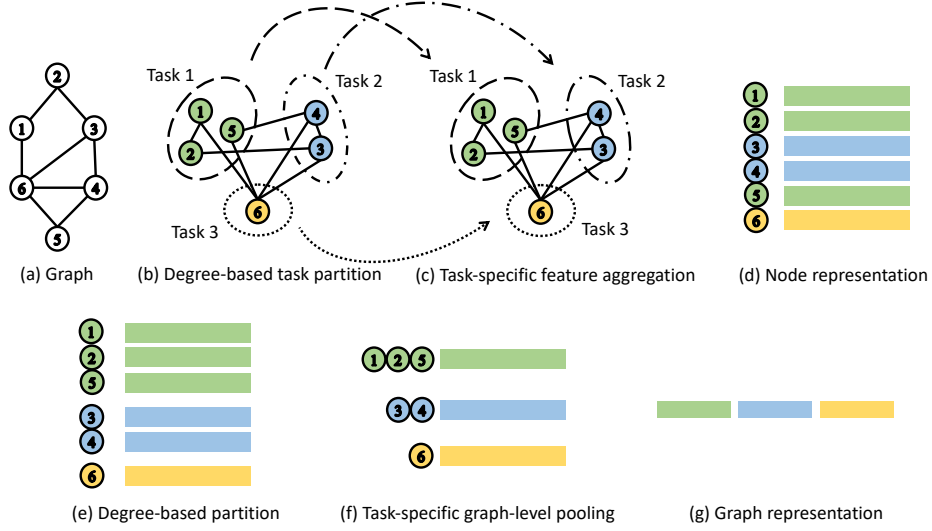 2
1
3
6
4
5
(a) Graph
Task 1
Task 2
1
5
4
2
3
6
Task 3
(b) Degree-based task partition
Task 1
Task 2
1
5
4
2
3
6
Task 3
(c) Task-specific feature aggregation
1
2
3
4
5
6
(d) Node representation
1
2
5
3
4
6
(e) Degree-based partition
1 2 5
3 4
6
(f) Task-specific graph-level pooling
(g) Graph representation